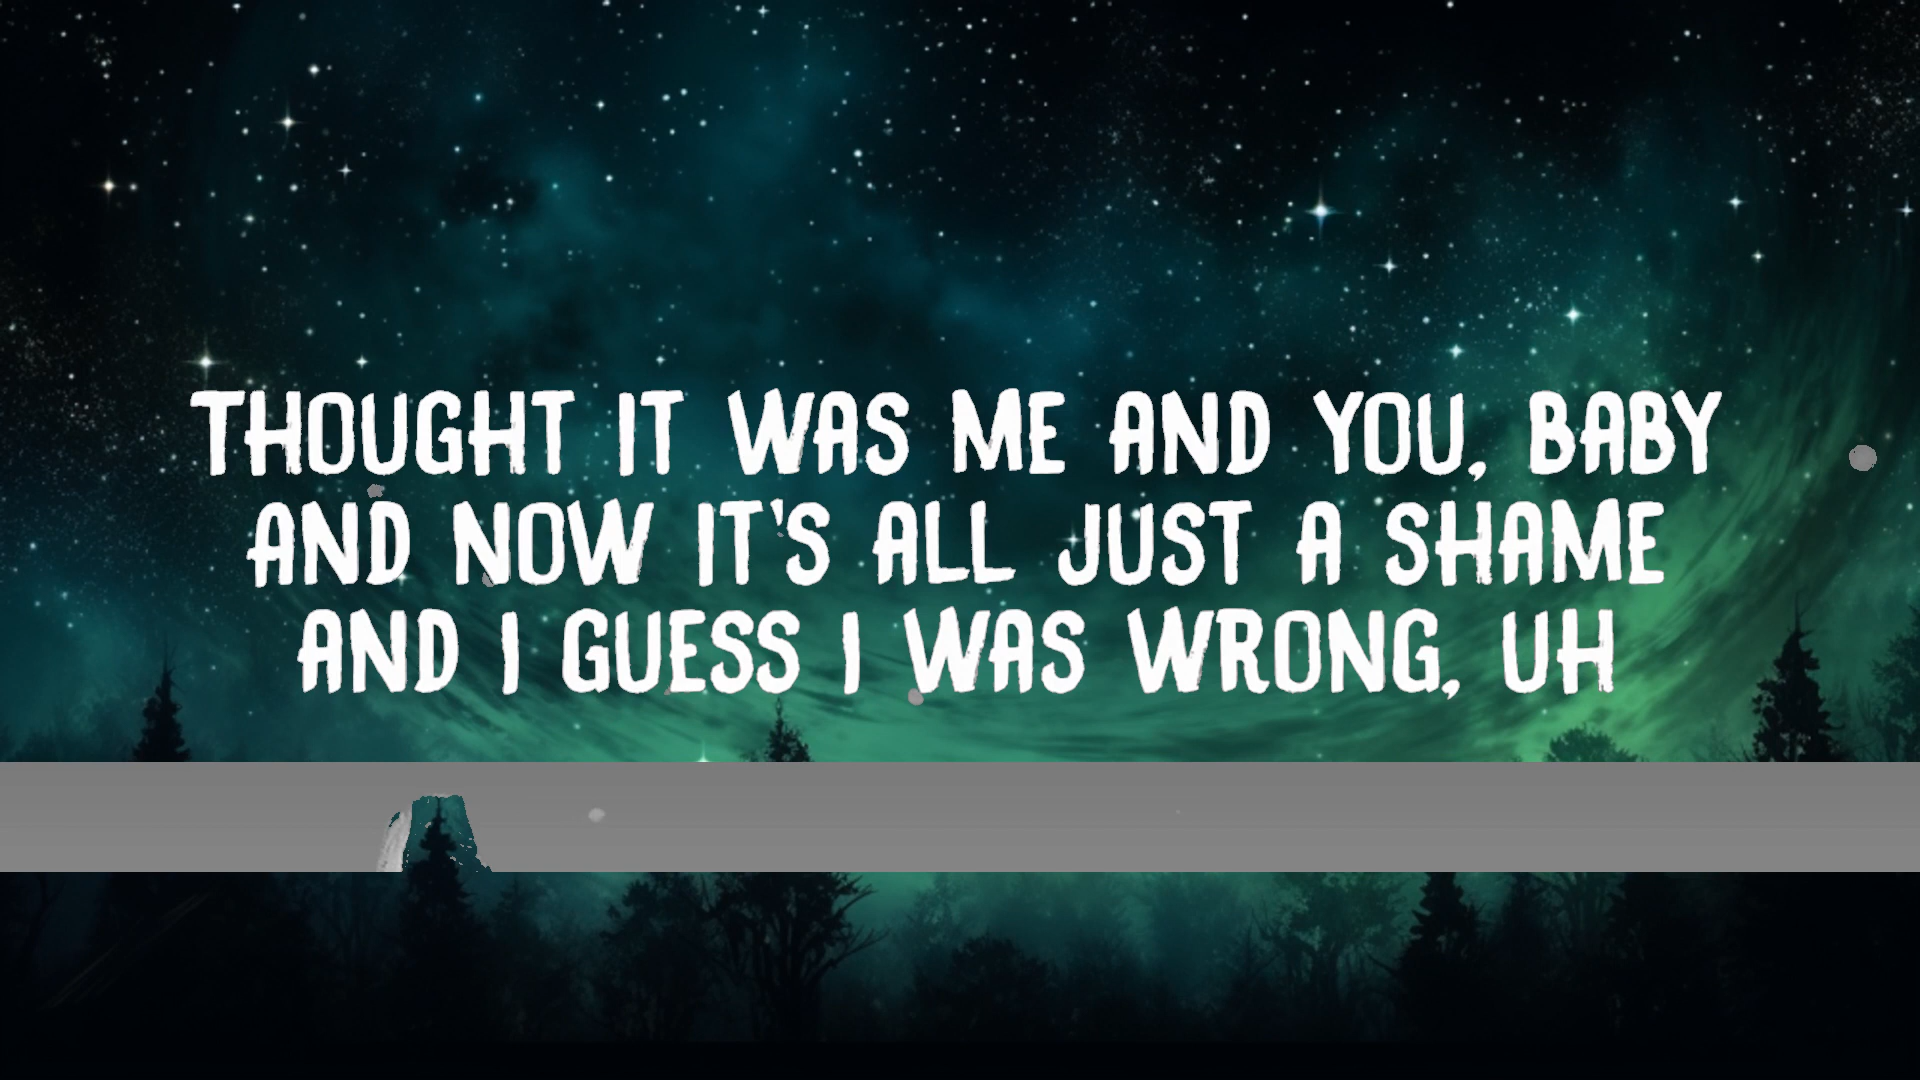 THOUGHT IT WAS ME AND YOU, BABY
AND NOW IT'S ALL JUST A SHAME
AND I GUESS I WAS WRONG, UH